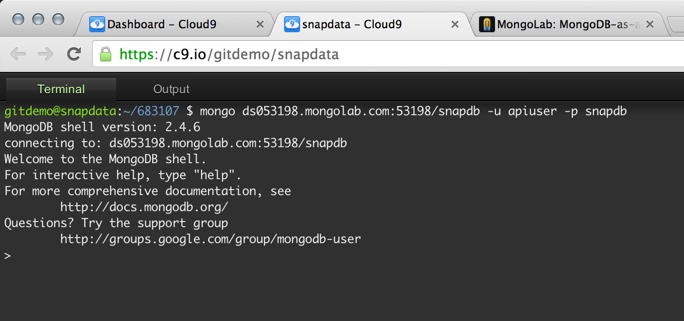 Dashboard - Cloud9
snapdata - Cloud9
MongoLab: MongoDB-as-a
https://c9.io/gitdemo/snapdata
Terminal
Output
gitdemo@snapdata:~/683107 $ mongo ds053198.mongolab.com:53198/snapdb -u apiuser -p snapdb
MongoDB shell version: 2.4.6
connecting to: ds053198.mongolab.com:53198/snapdb
Welcome to the MongoDB shell.
For interactive help, type "help".
For more comprehensive documentation, see
http://docs.mongodb.org/
Questions? Try the support group
http://groups.google.com/group/mongodb-user
>